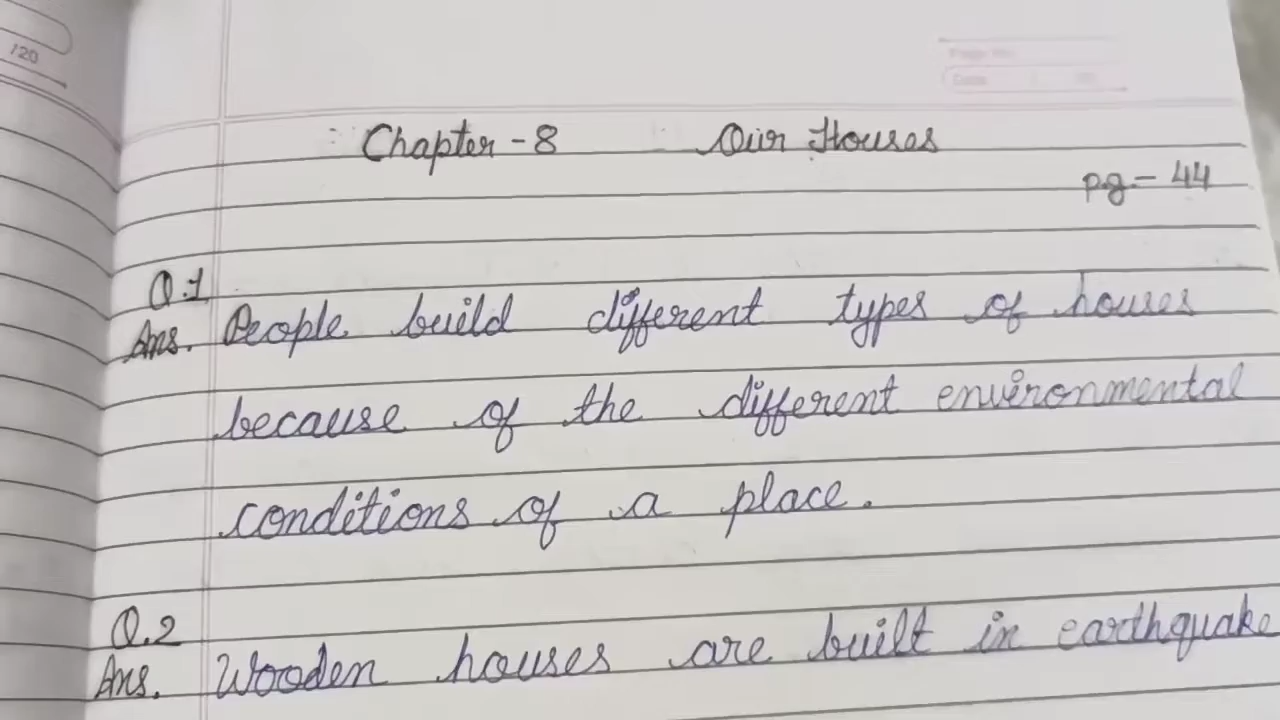 /20
Chapter - 8 Our Houses
pg.- 44
Q.1
Ans. People build different types of houses
because of the different environmental
conditions of a place.
Q.2
Ans. Wooden houses are built in earthquake